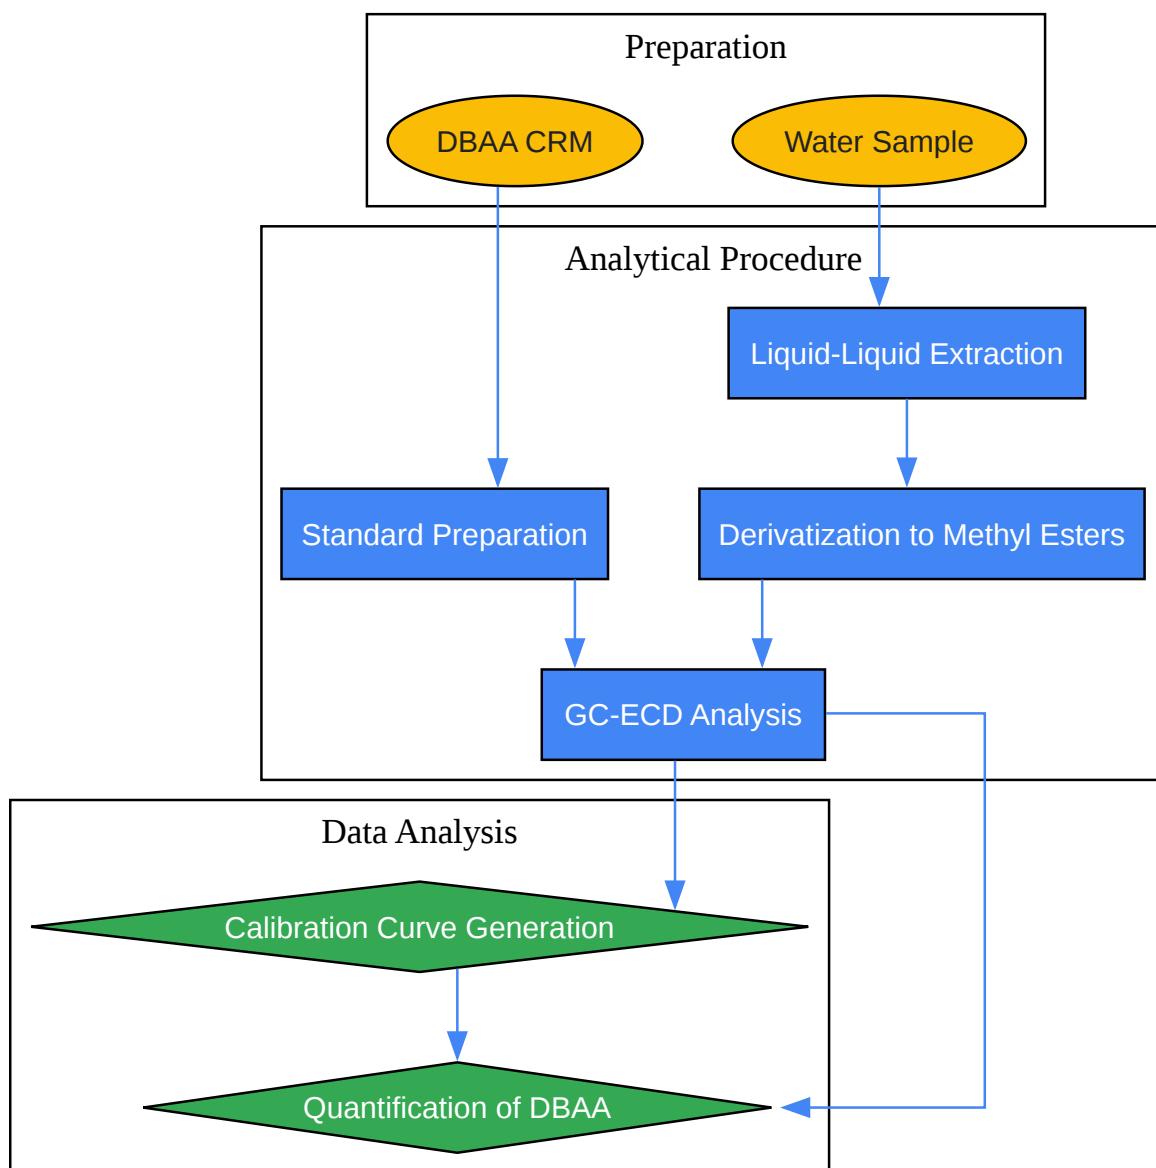 Preparation
DBAA CRM
Water Sample
Analytical Procedure
Liquid-Liquid Extraction
Standard Preparation
Derivatization to Methyl Esters
GC-ECD Analysis
Data Analysis
Calibration Curve Generation
Quantification of DBAA